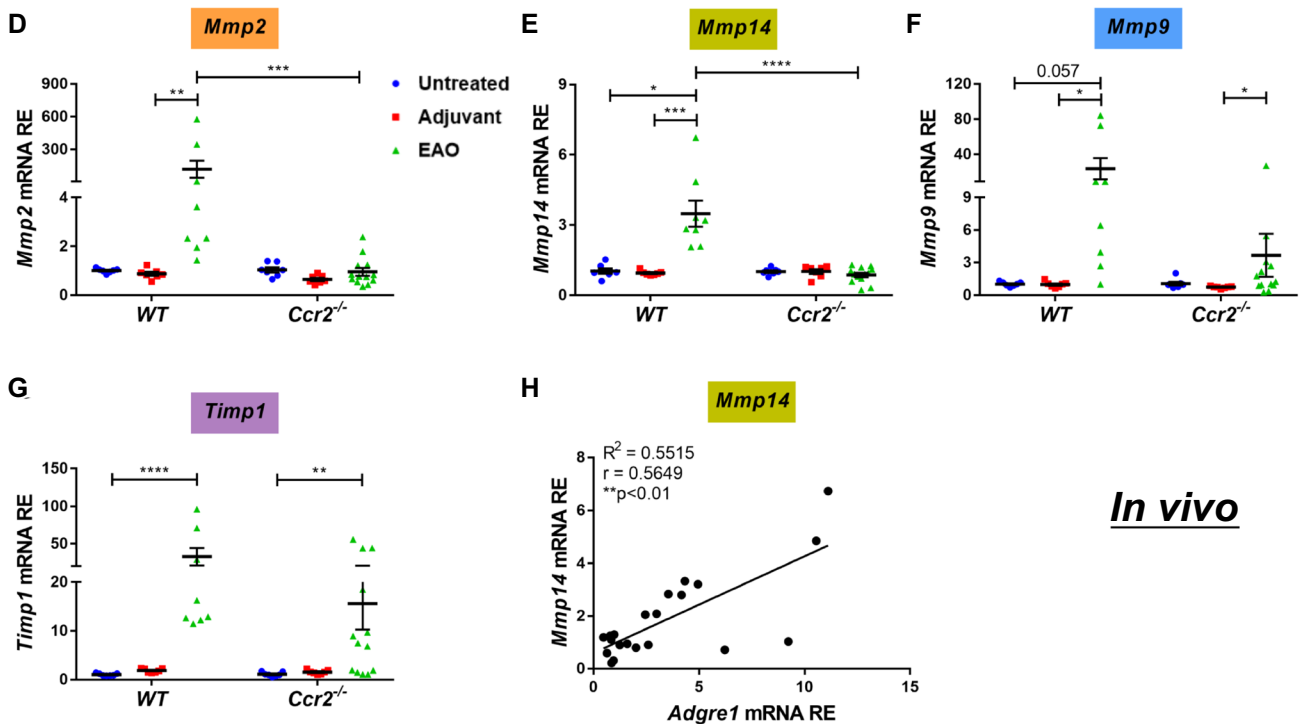 D
Mmp2
Mmp2 mRNA RE
900
600
300
4
2
0
**
***
WT
Ccr2-/-
Untreated
Adjuvant
EAO
E
Mmp14
Mmp14 mRNA RE
9
6
3
0
*
***
****
WT
Ccr2-/-
F
Mmp9
Mmp9 mRNA RE
120
80
40
9
6
3
0
0.057
*
*
WT
Ccr2-/-
G
Timp1
Timp1 mRNA RE
150
100
50
20
10
0
****
**
WT
Ccr2-/-
H
Mmp14
Mmp14 mRNA RE
8
6
4
2
0
R2 = 0.5515
r = 0.5649
**p<0.01
0 5 10 15
Adgre1 mRNA RE
In vivo